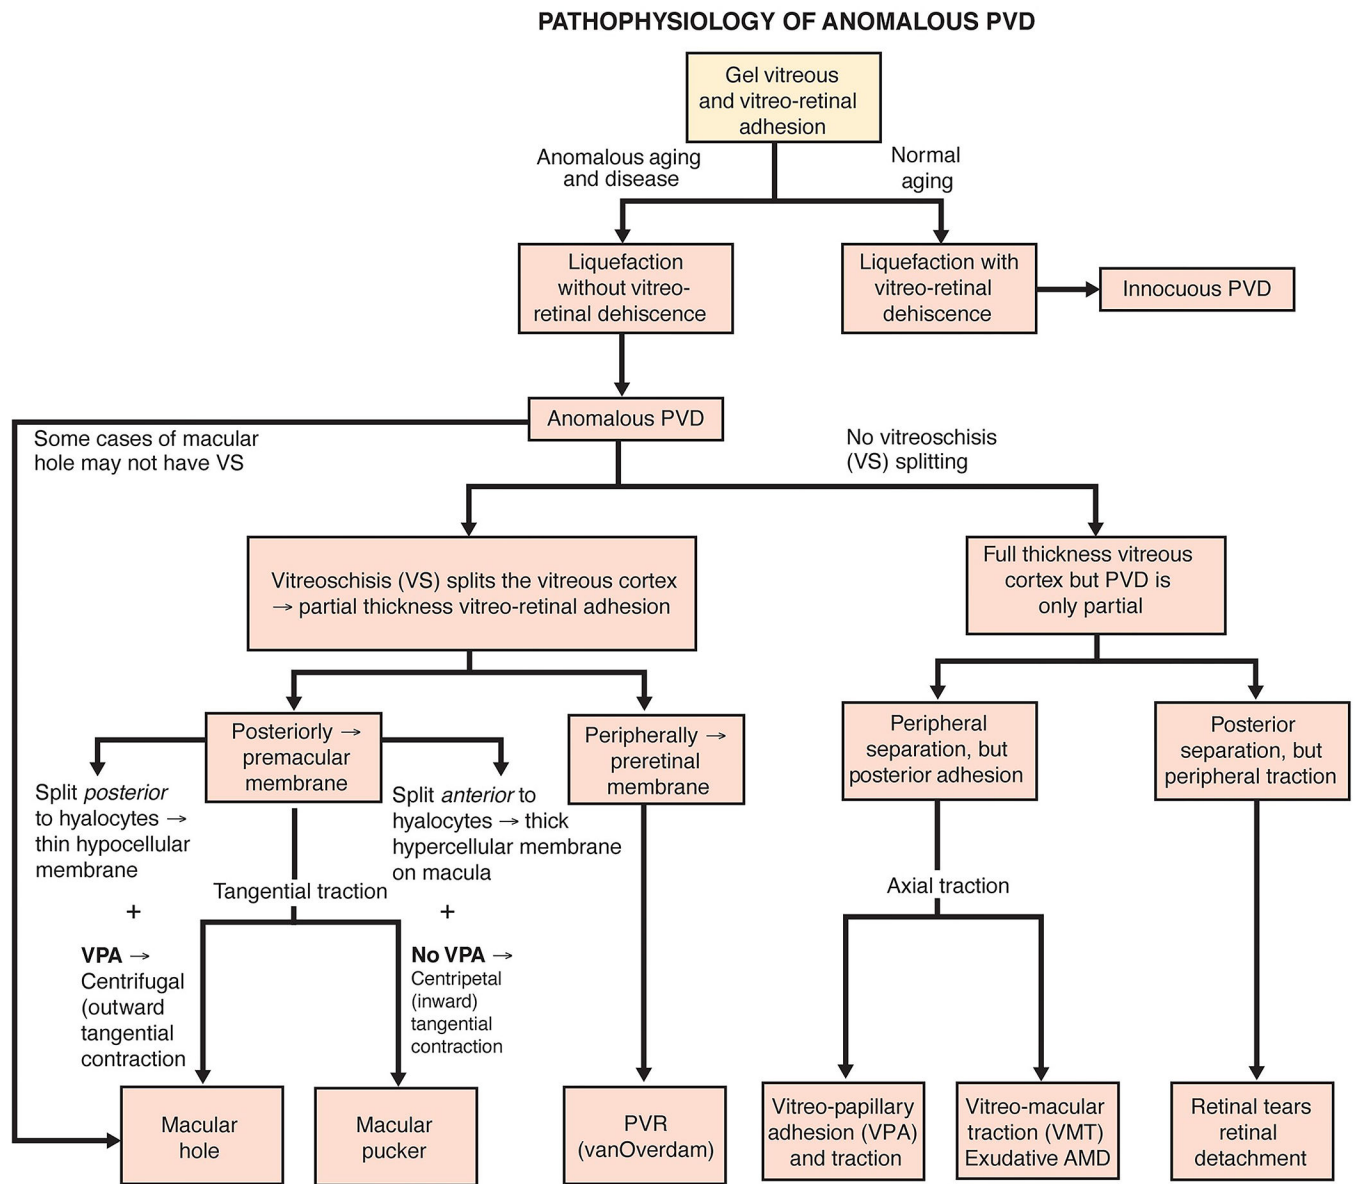 PATHOPHYSIOLOGY OF ANOMALOUS PVD
Gel vitreous
and vitreo-retinal
adhesion
Anomalous aging
and disease
Normal
aging
Liquefaction
without vitreo-
retinal dehiscence
Liquefaction with
vitreo-retinal
dehiscence
Innocuous PVD
Anomalous PVD
Some cases of macular
hole may not have VS
No vitreoschisis
(VS) splitting
Vitreoschisis (VS) splits the vitreous cortex
→ partial thickness vitreo-retinal adhesion
Full thickness vitreous
cortex but PVD is
only partial
Posteriorly →
premacular
membrane
Peripherally →
preretinal
membrane
Peripheral
separation, but
posterior adhesion
Posterior
separation, but
peripheral traction
Split posterior
to hyalocytes →
thin hypocellular
membrane
+
VPA →
Centrifugal
(outward
tangential
contraction
Split anterior to
hyalocytes → thick
hypercellular membrane
on macula
+
No VPA →
Centripetal
(inward)
tangential
contraction
Tangential traction
Axial traction
Macular
hole
Macular
pucker
PVR
(vanOverdam)
Vitreo-papillary
adhesion (VPA)
and traction
Vitreo-macular
traction (VMT)
Exudative AMD
Retinal tears
retinal
detachment